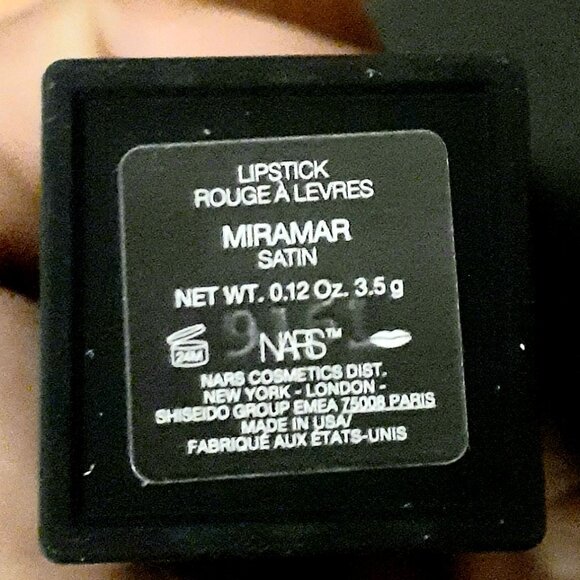 LIPSTICK
ROUGE À LEVRES
MIRAMAR
SATIN
NET WT. 0.12 Oz. 3.5 g
24M NARS™
NARS COSMETICS DIST.
NEW YORK - LONDON -
SHISEIDO GROUP EMEA 75008 PARIS
MADE IN USA/
FABRIQUÉ AUX ÉTATS-UNIS